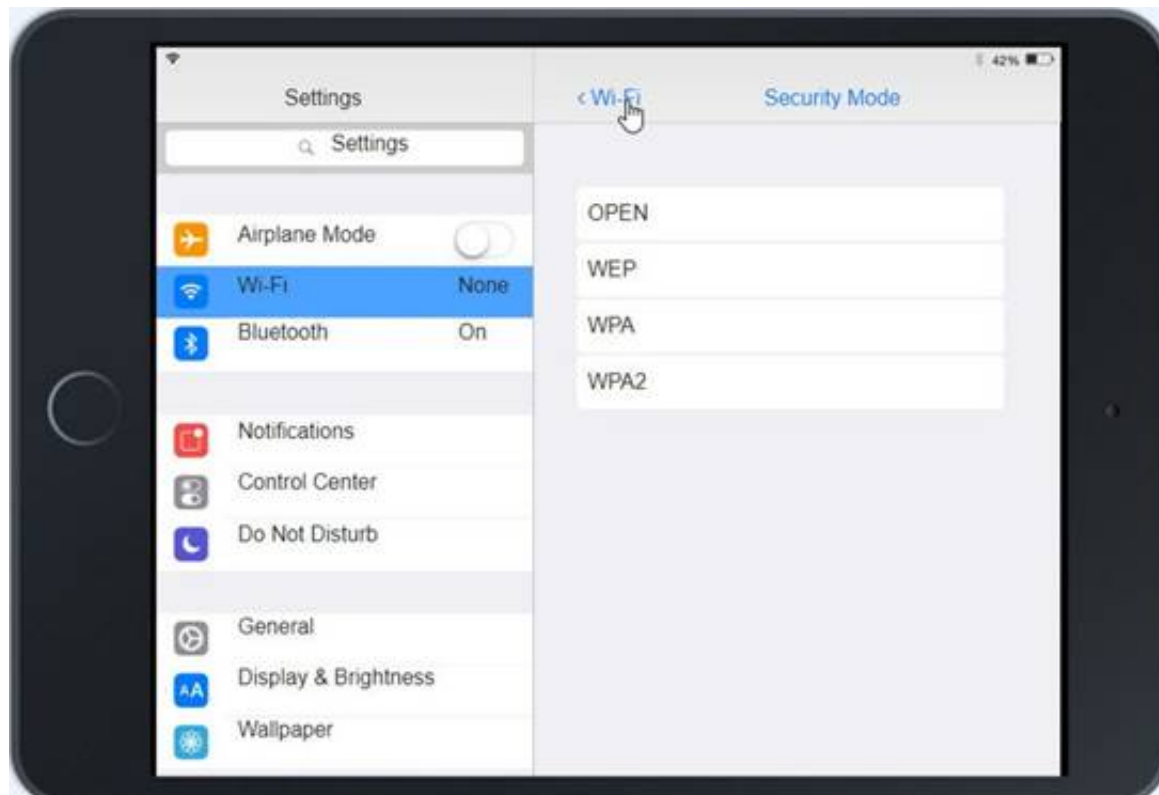 42%
Settings
< Wi-Fi
Security Mode
Settings
Airplane Mode
Wi-Fi None
Bluetooth On
Notifications
Control Center
Do Not Disturb
General
AA
Display & Brightness
Wallpaper
OPEN
WEP
WPA
WPA2